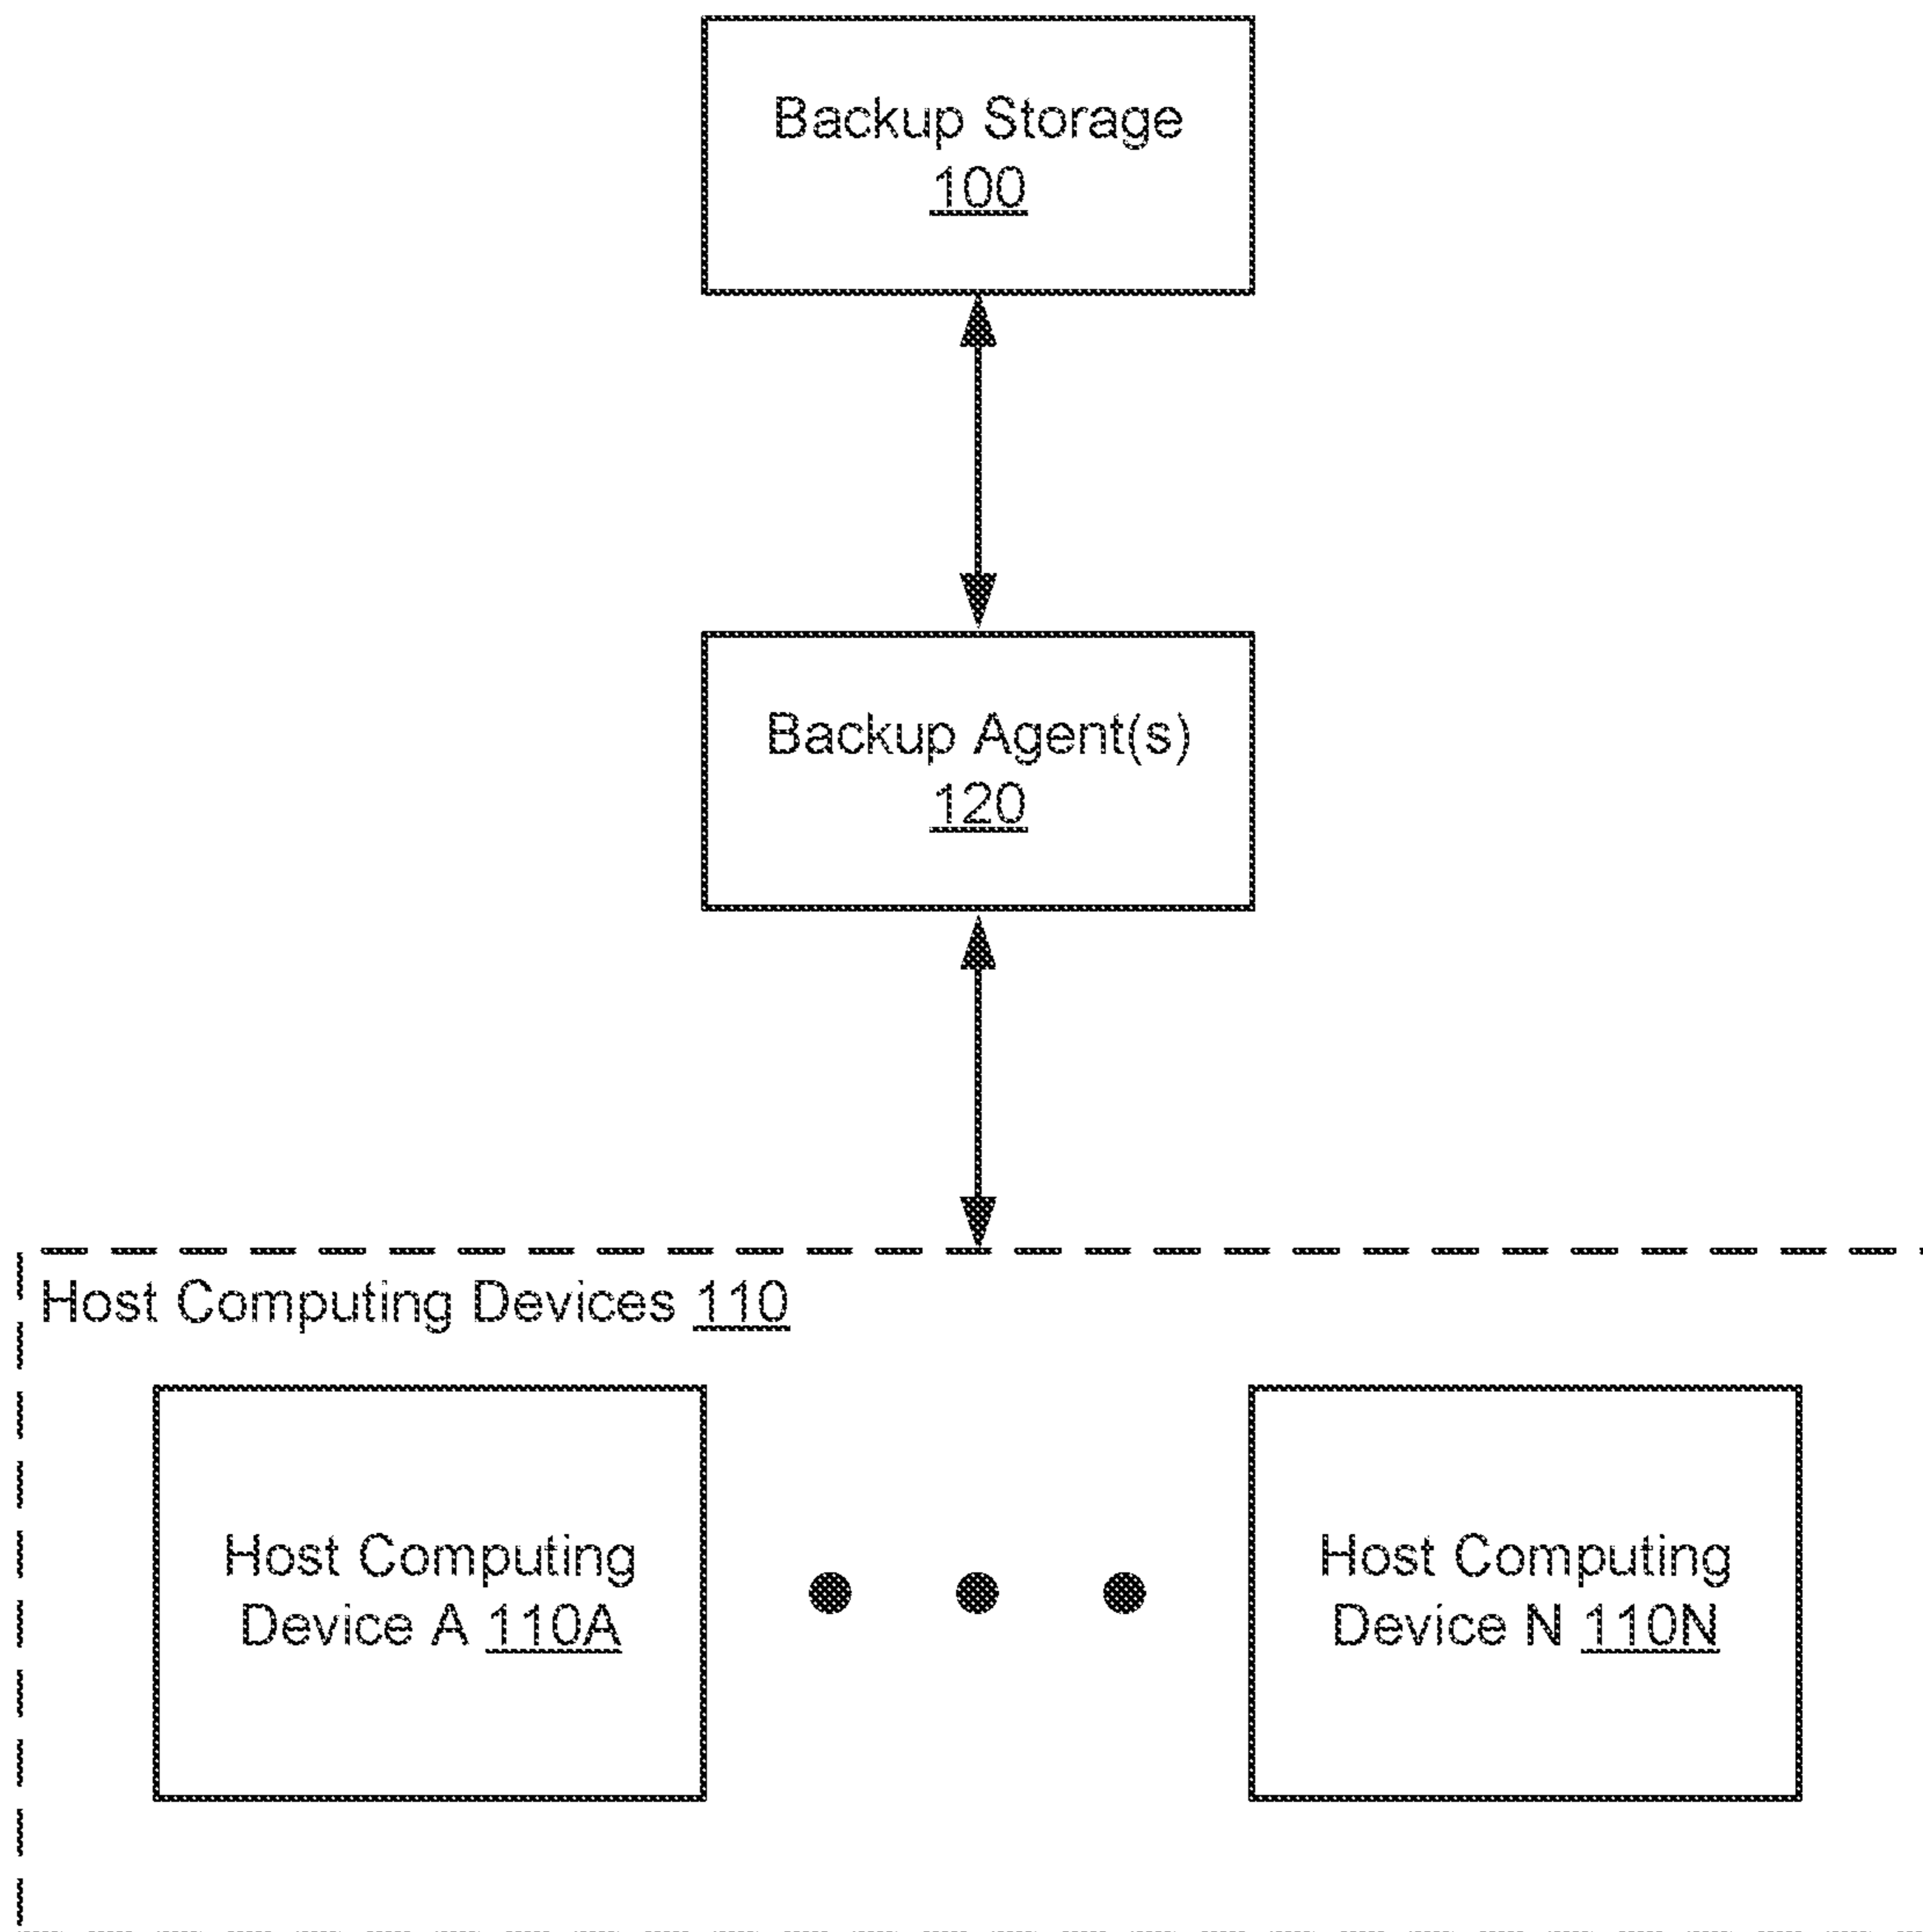 Backup Storage
100
Backup Agent(s)
120
Host Computing Devices 110
Host Computing
Device A 110A
Host Computing
Device N 110N